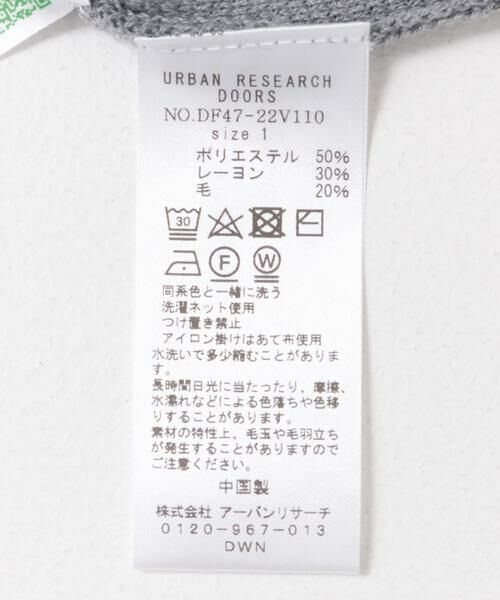 URBAN RESEARCH
DOORS
NO.DF47-22V110
size 1
ポリエステル 50%
レーヨン 30%
毛 20%
30
F W
同系色と一緒に洗う
洗濯ネット使用
つけ置き禁止
アイロン掛けはあて布使用
水洗いで多少縮むことがありま
す。
長時間日光に当たったり、摩擦、
水濡れなどによる色落ちや色移
りすることがあります。
素材の特性上、毛玉や毛羽立ち
が発生することがありますので
ご注意ください。
中国製
株式会社 アーバンリサーチ
0120-967-013
DWN